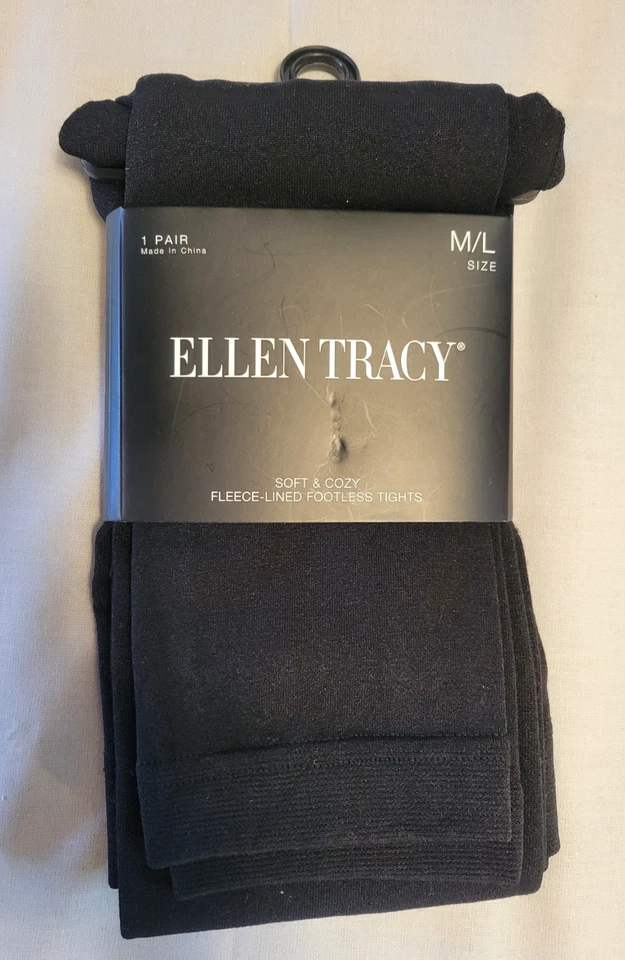 1 PAIR
Made in China
M/L
SIZE
ELLEN TRACY®
SOFT & COZY
FLEECE-LINED FOOTLESS TIGHTS